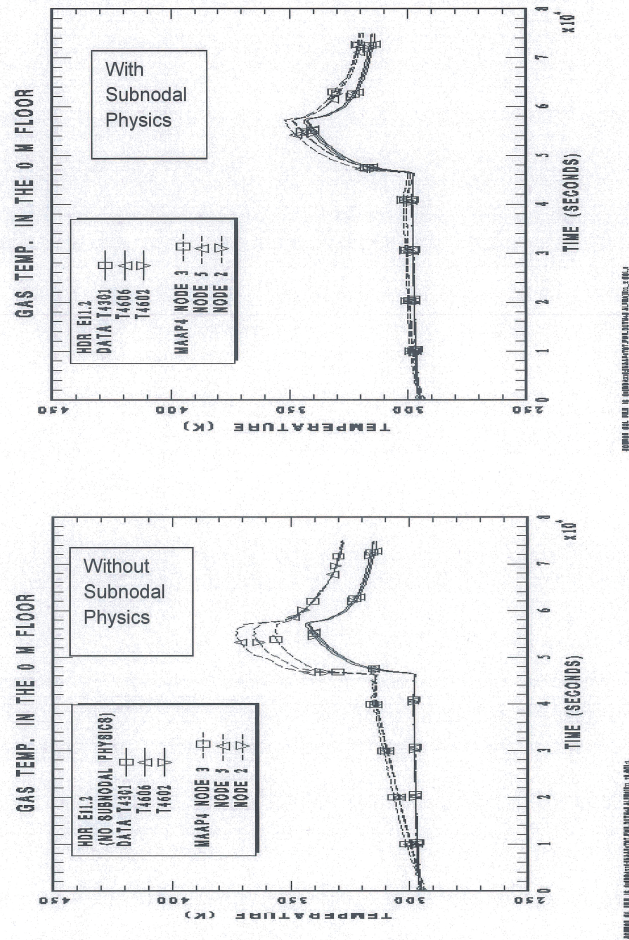 GAS TEMP. IN THE 0 M FLOOR
With
Subnodal
Physics
HDR E11.2
DATA T4301
T4606
T4602
MAAP4 NODE 3
NODE 5
NODE 2
450
400
350
300
250
TEMPERATURE (K)
0 1 2 3 4 5 6 7 8
x10⁴
TIME (SECONDS)
GAS TEMP. IN THE 0 M FLOOR
Without
Subnodal
Physics
HDR E11.2
(NO SUBNODAL PHYSICS)
DATA T4301
T4606
T4602
MAAP4 NODE 3
NODE 5
NODE 2
450
400
350
300
250
TEMPERATURE (K)
0 1 2 3 4 5 6 7 8
x10⁴
TIME (SECONDS)